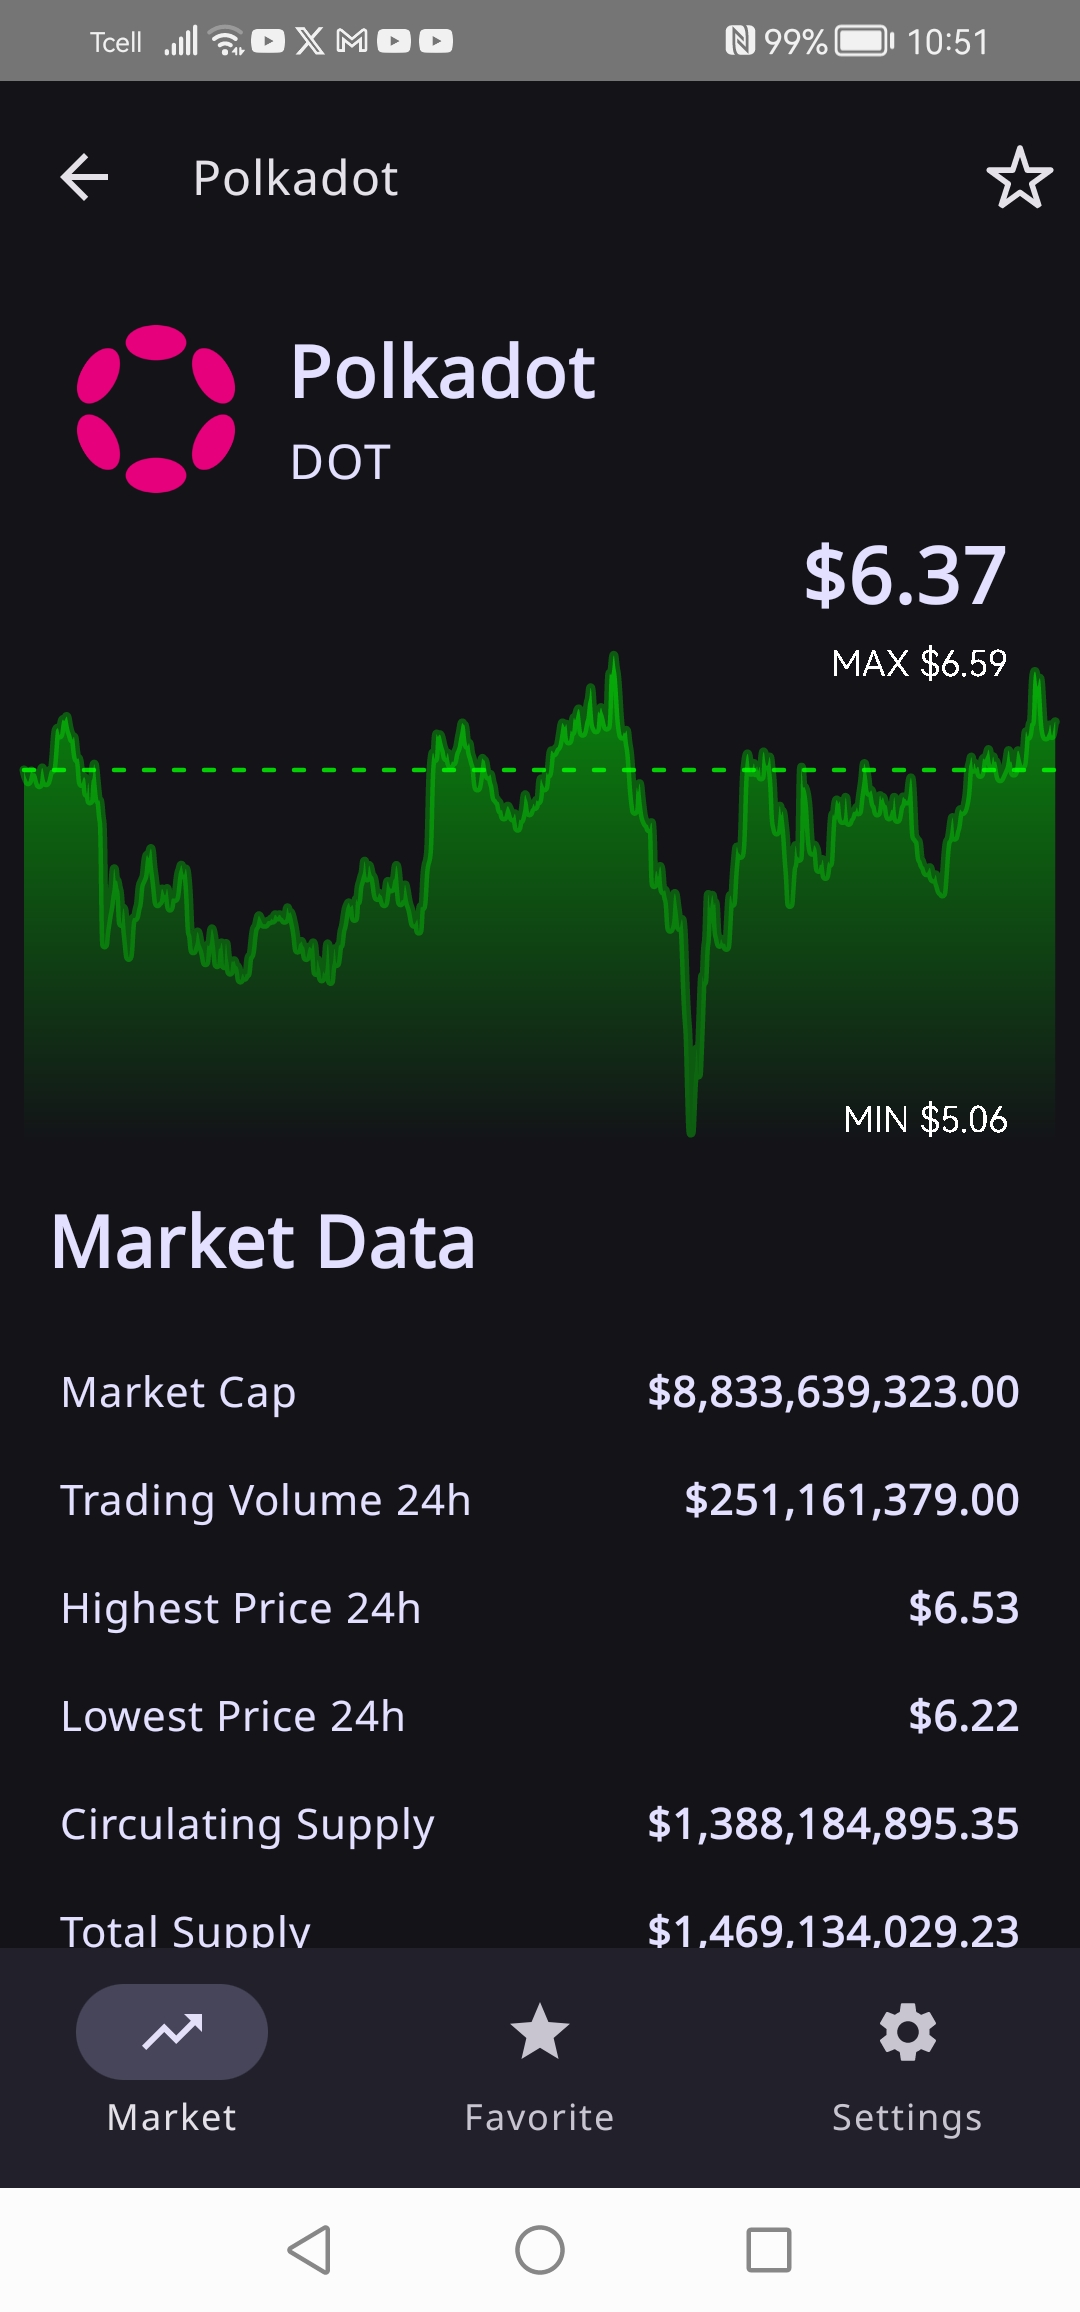 Tcell 99% 10:51
Polkadot
Polkadot
DOT
$6.37
MAX $6.59
MIN $5.06
Market Data
Market Cap $8,833,639,323.00
Trading Volume 24h $251,161,379.00
Highest Price 24h $6.53
Lowest Price 24h $6.22
Circulating Supply $1,388,184,895.35
Total Supply $1,469,134,029.23
Market Favorite Settings